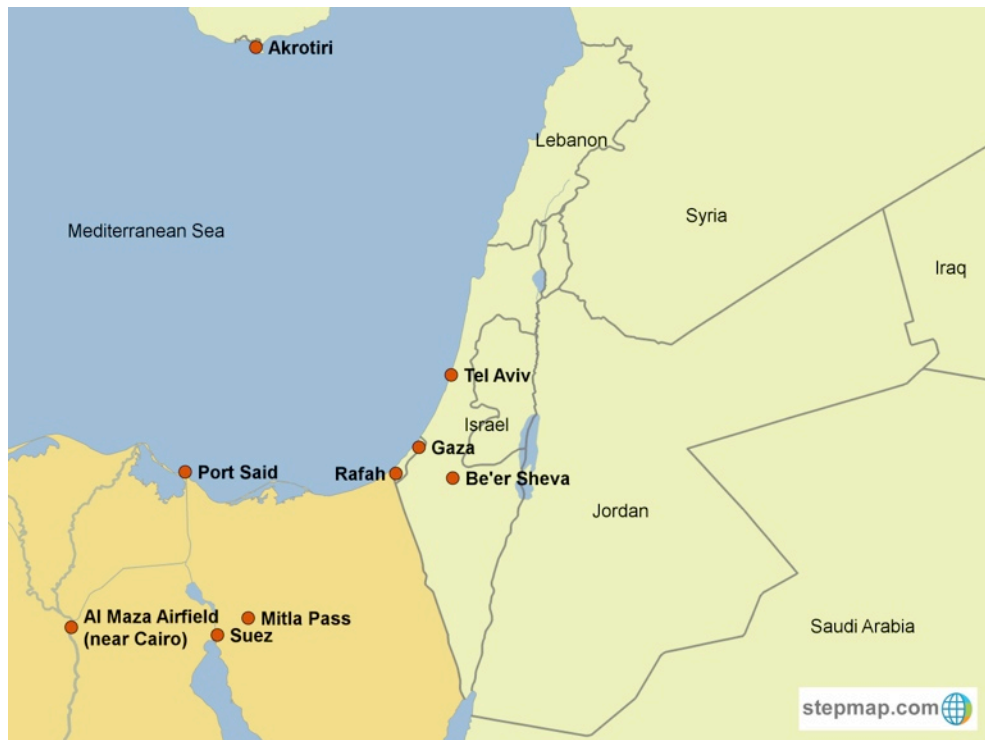 Akrotiri
Lebanon
Syria
Mediterranean Sea
Iraq
Tel Aviv
Israel
Gaza
Port Said
Rafah
Be'er Sheva
Jordan
Al Maza Airfield
(near Cairo)
Mitla Pass
Suez
Saudi Arabia
stepmap.com